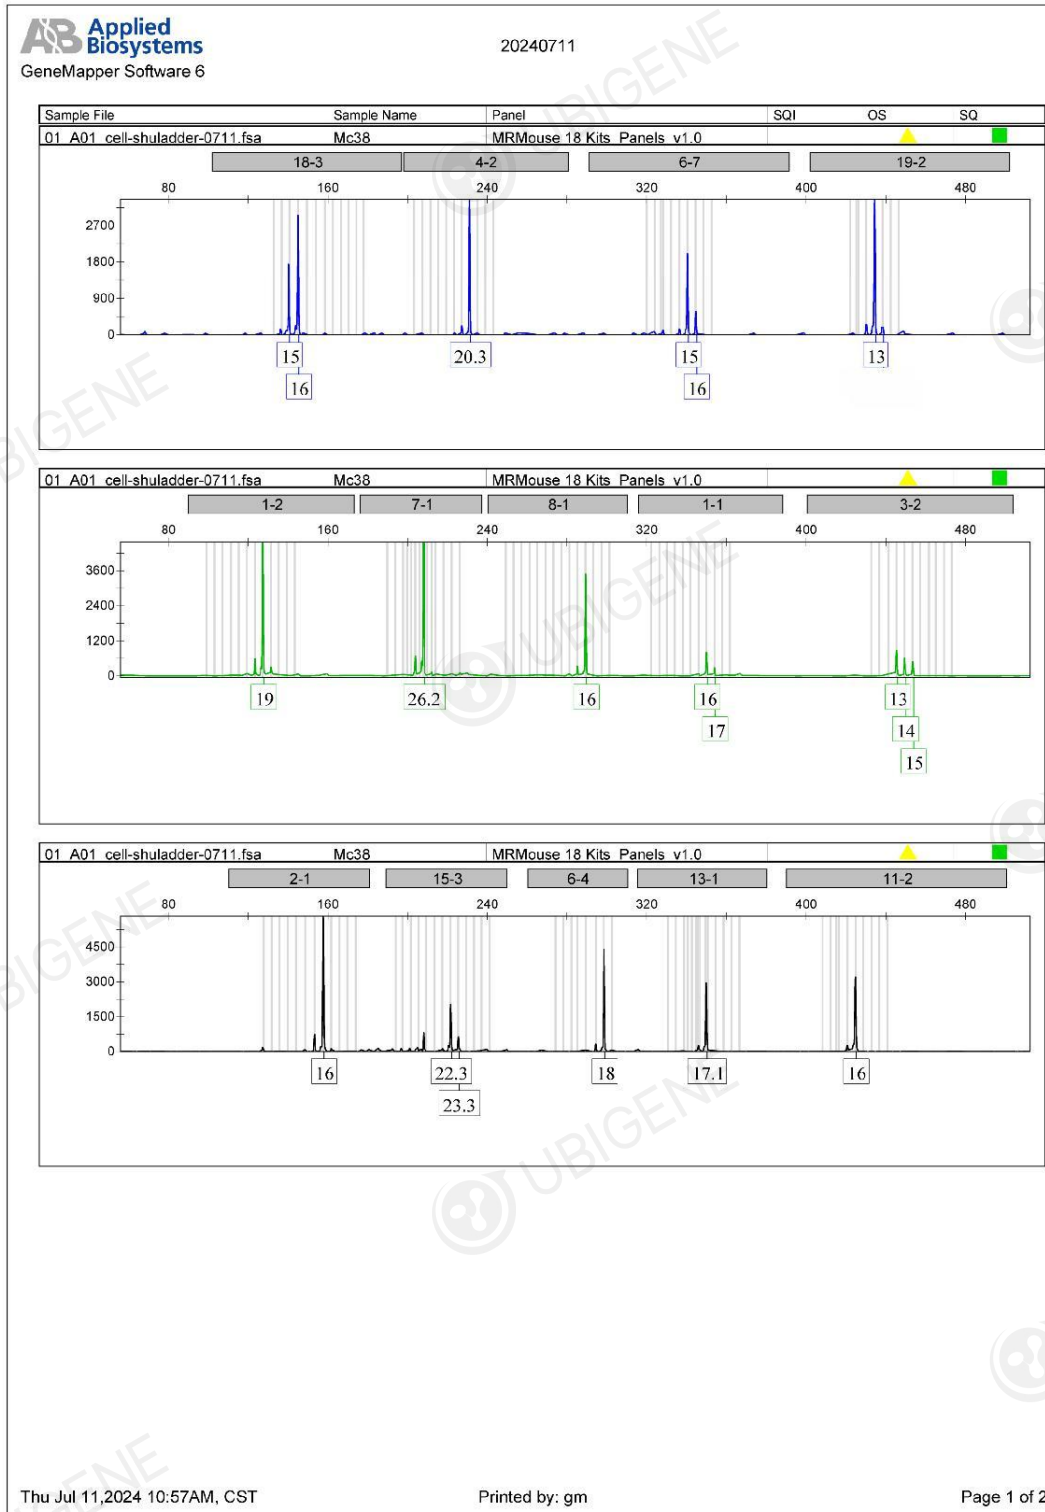 AB Applied Biosystems
GeneMapper Software 6
20240711
Sample File Sample Name Panel SQI OS SQ
01_A01_cell-shuladder-0711.fsa Mc38 MRMouse 18 Kits_Panels_v1.0
18-3 4-2 6-7 19-2
80 160 240 320 400 480
2700
1800
900
0
15 20.3 15 13
16 16
01_A01_cell-shuladder-0711.fsa Mc38 MRMouse 18 Kits_Panels_v1.0
1-2 7-1 8-1 1-1 3-2
80 160 240 320 400 480
3600
2400
1200
0
19 26.2 16 16 13
17 14
15
01_A01_cell-shuladder-0711.fsa Mc38 MRMouse 18 Kits_Panels_v1.0
2-1 15-3 6-4 13-1 11-2
80 160 240 320 400 480
4500
3000
1500
0
16 22.3 18 17.1 16
23.3
Thu Jul 11,2024 10:57AM, CST Printed by: gm Page 1 of 2
UBIGENE
UBIGENE
UBIGENE
UBIGENE